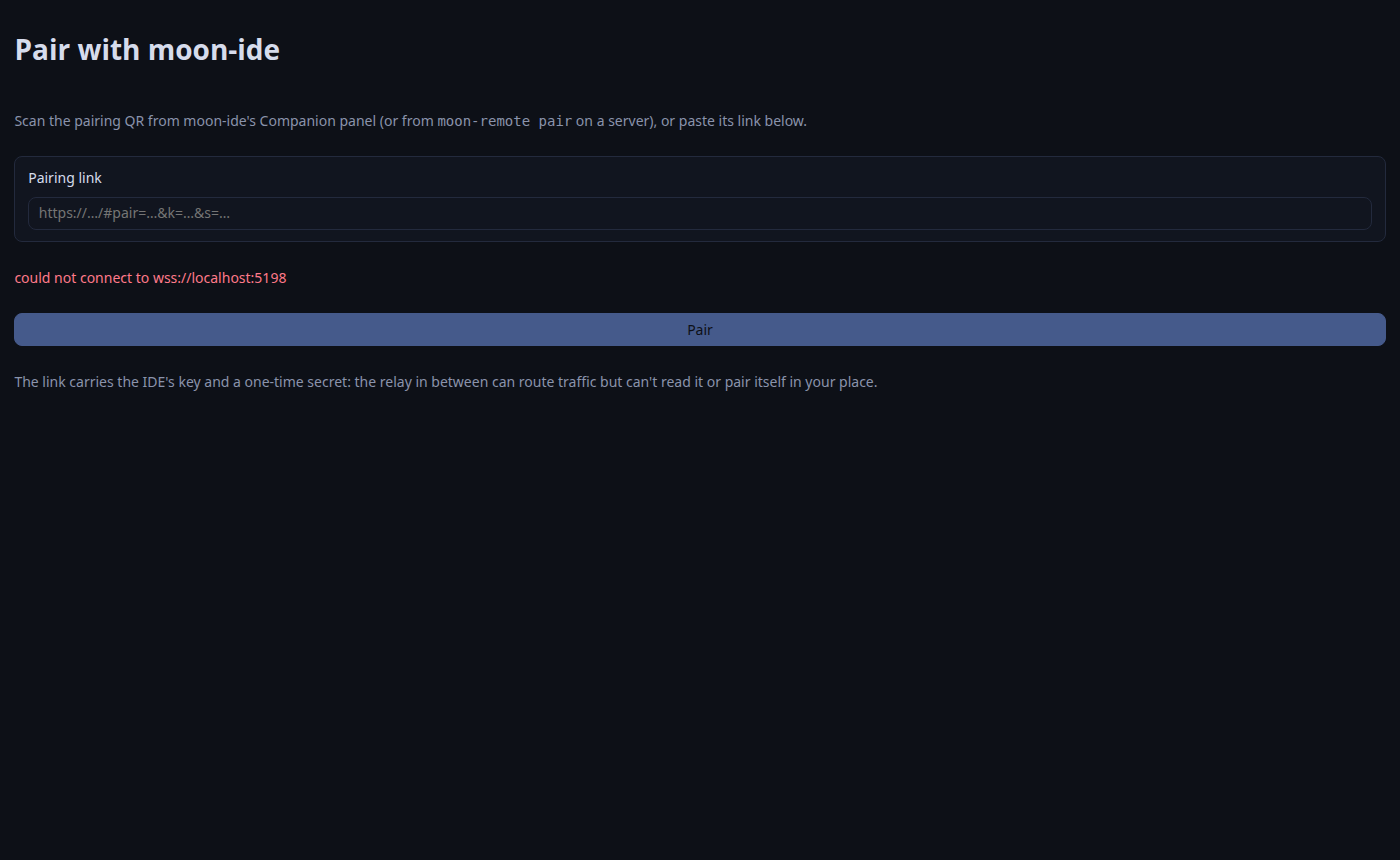 Pair with moon-ide
Scan the pairing QR from moon-ide's Companion panel (or from moon-remote pair on a server), or paste its link below.
Pairing link
https://.../#pair=...&k=...&s=...
could not connect to wss://localhost:5198
Pair
The link carries the IDE's key and a one-time secret: the relay in between can route traffic but can't read it or pair itself in your place.